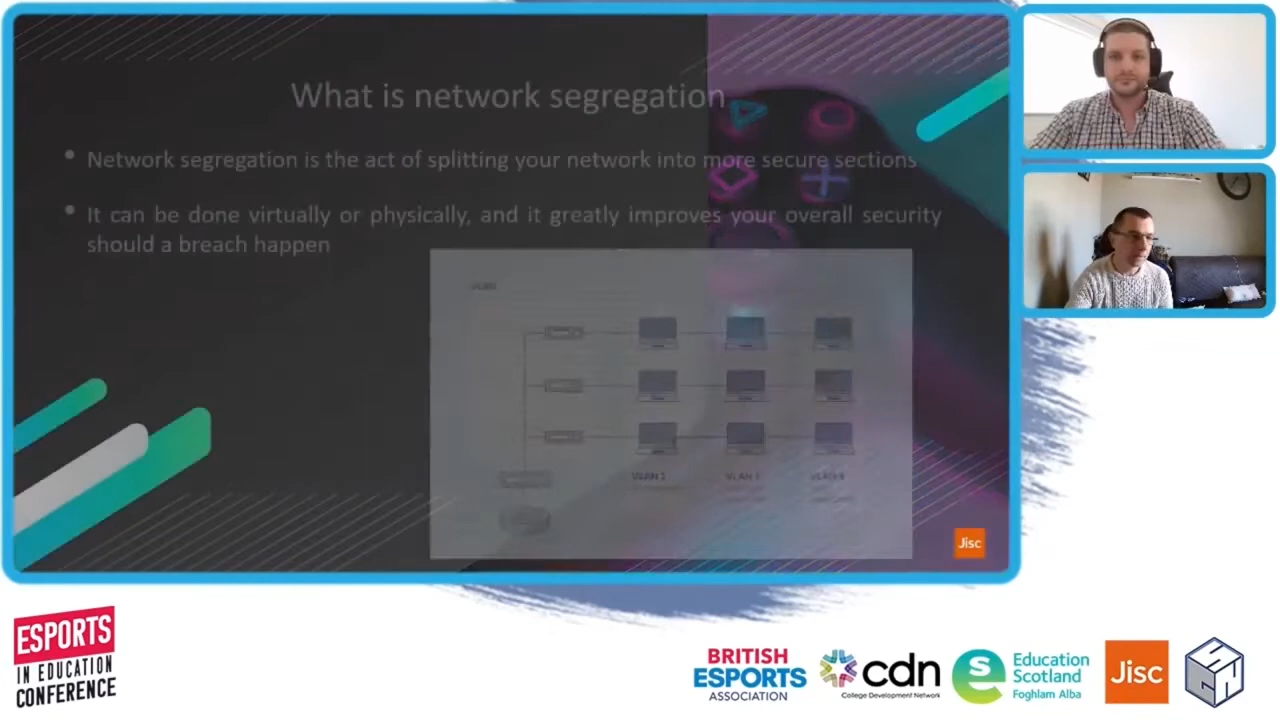 What is network segregation
• Network segregation is the act of splitting your network into more secure sections
• It can be done virtually or physically, and it greatly improves your overall security
should a breach happen
VLAN
Jisc
ESPORTS
IN EDUCATION
CONFERENCE
BRITISH
ESPORTS
ASSOCIATION
cdn
College Development Network
Education
Scotland
Foghlam Alba
Jisc